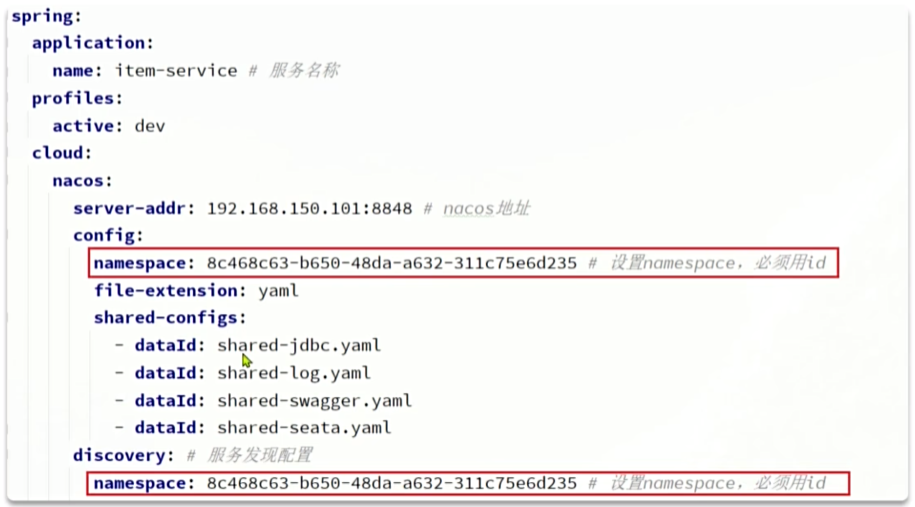 spring:
  application:
    name: item-service # 服务名称
  profiles:
    active: dev
  cloud:
    nacos:
      server-addr: 192.168.150.101:8848 # nacos地址
      config:
        namespace: 8c468c63-b650-48da-a632-311c75e6d235 # 设置namespace，必须用id
        file-extension: yaml
        shared-configs:
          - dataId: shared-jdbc.yaml
          - dataId: shared-log.yaml
          - dataId: shared-swagger.yaml
          - dataId: shared-seata.yaml
      discovery: # 服务发现配置
        namespace: 8c468c63-b650-48da-a632-311c75e6d235 # 设置namespace，必须用id